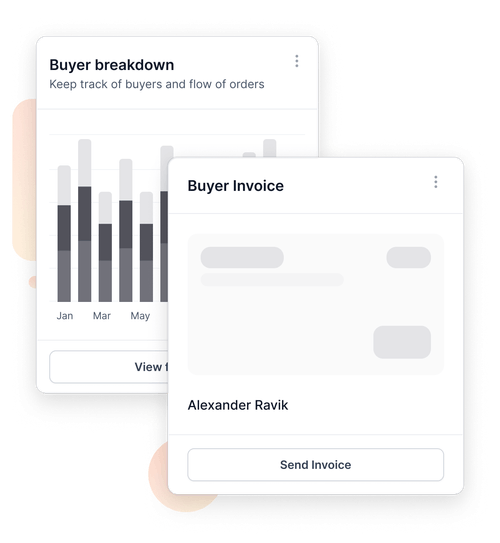 Buyer breakdown
Keep track of buyers and flow of orders
Jan Mar May
View
Buyer Invoice
Alexander Ravik
Send Invoice